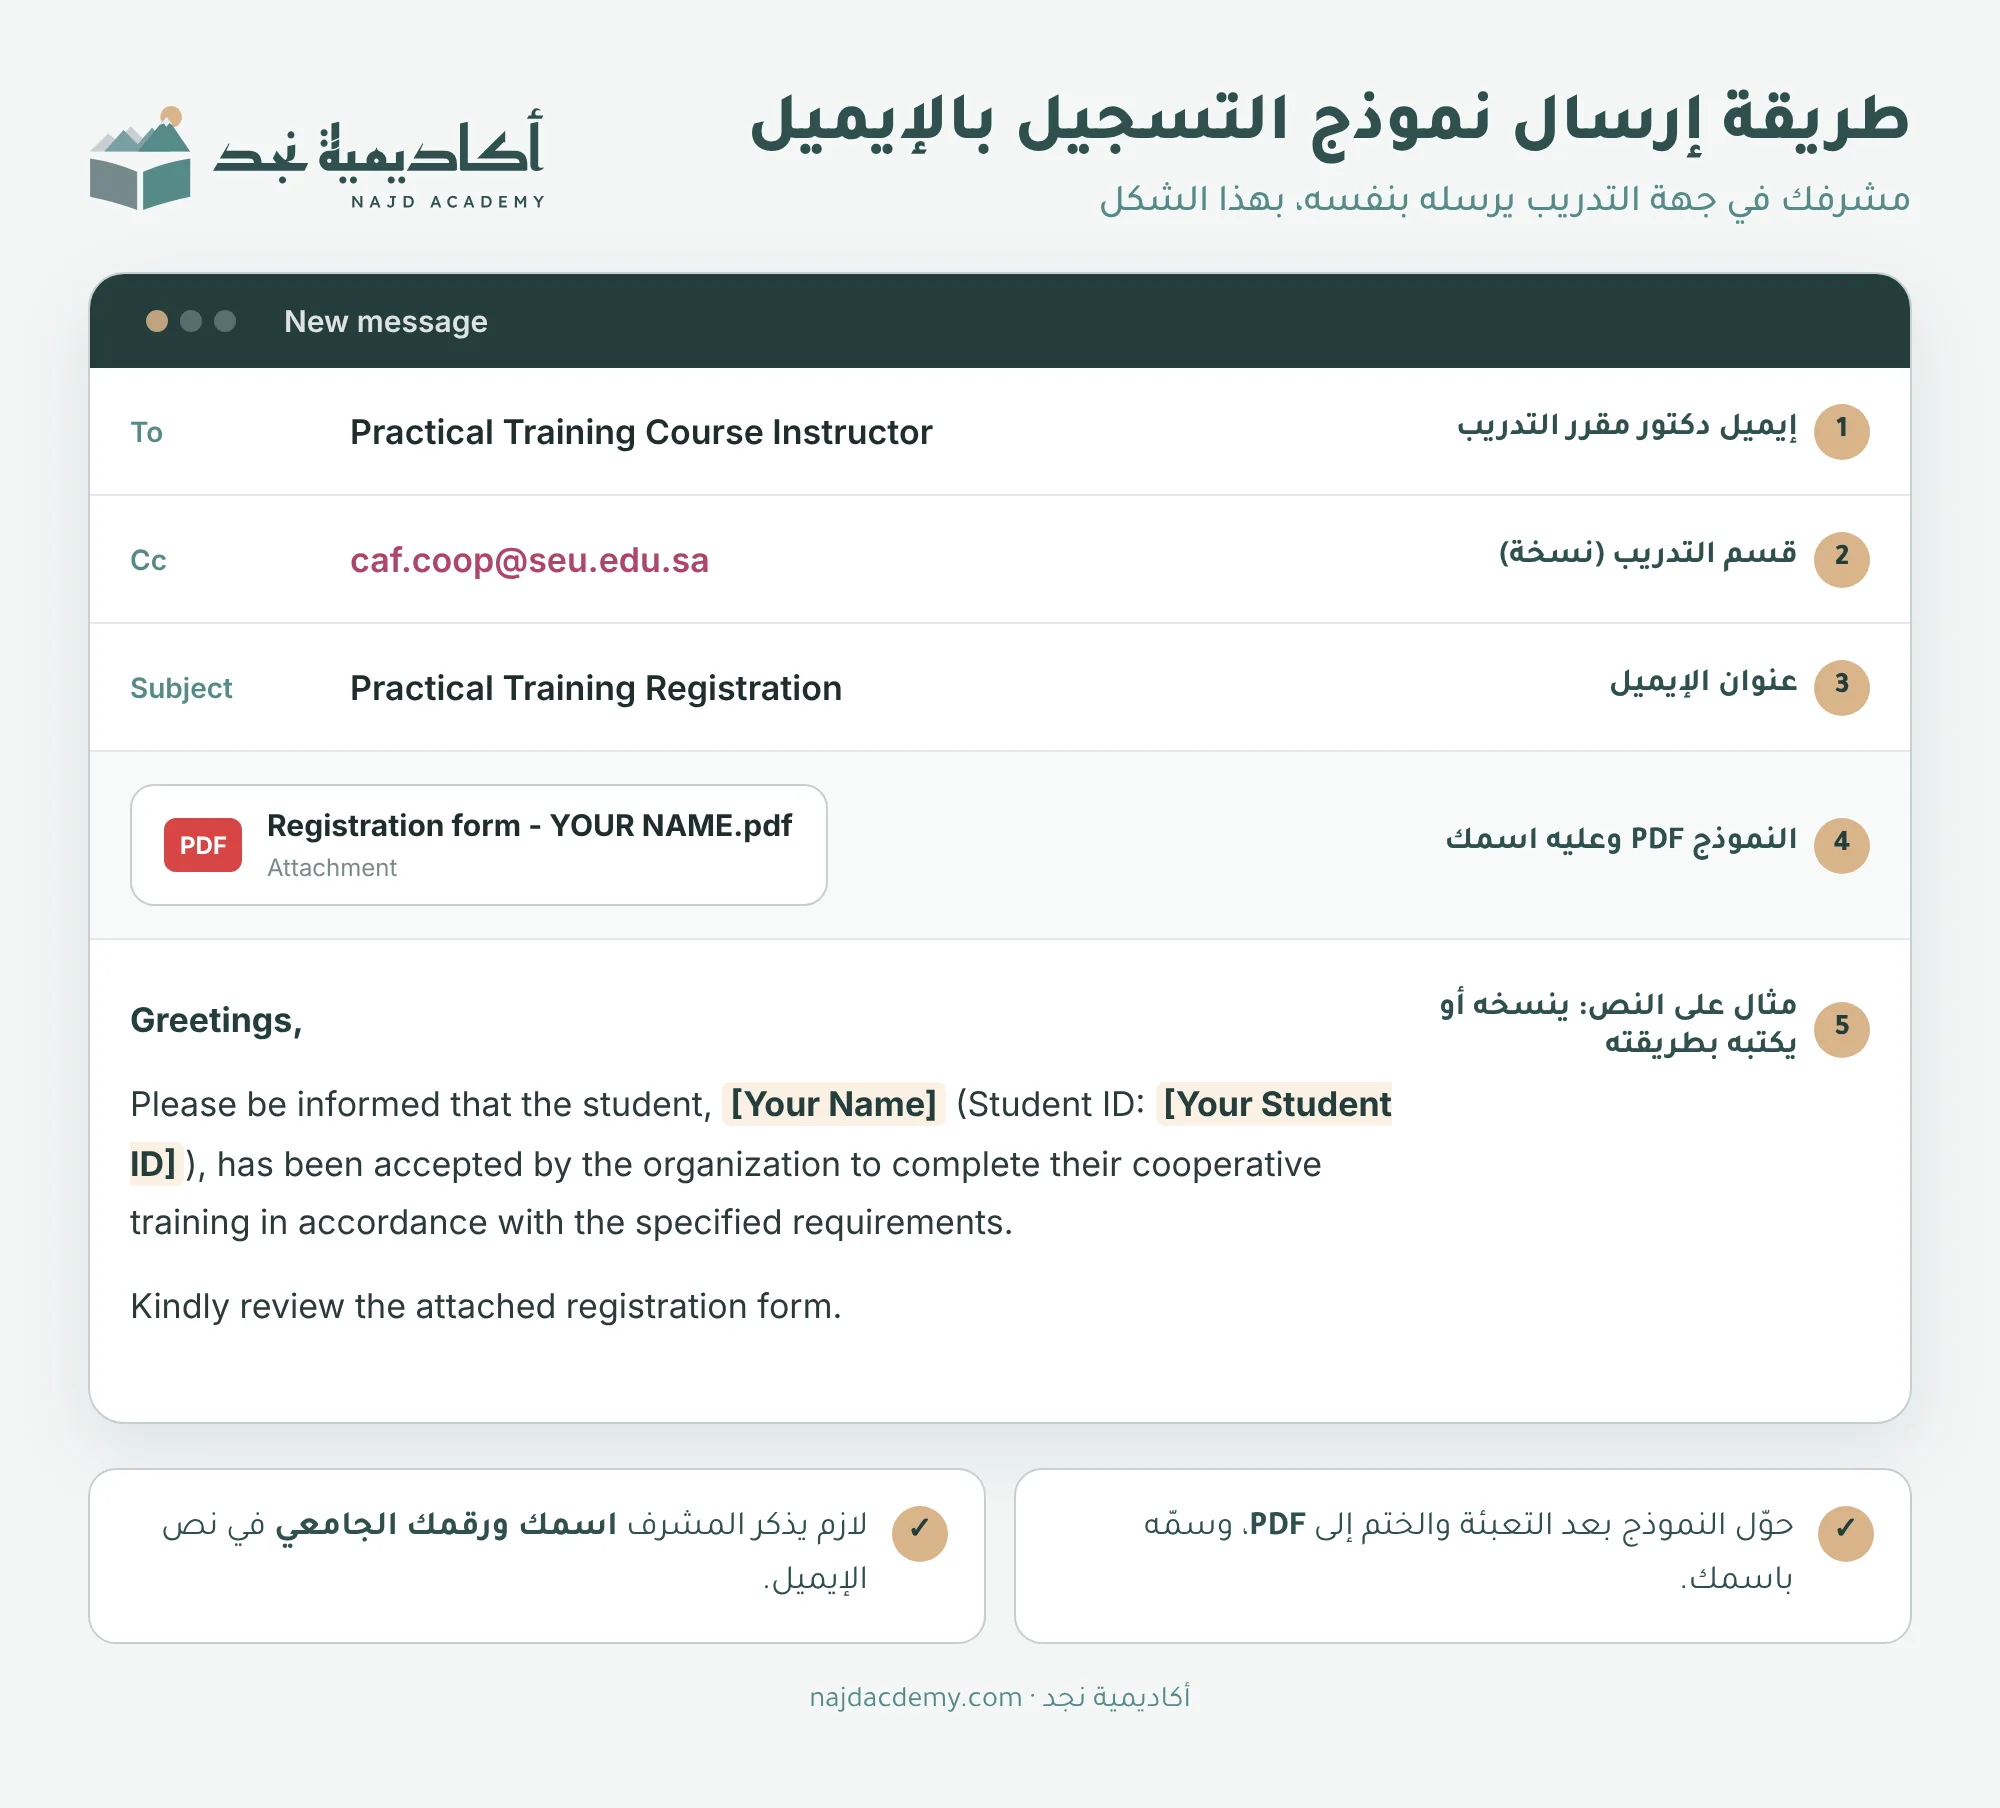 طريقة إرسال نموذج التسجيل بالإيميل
مشرفك في جهة التدريب يرسله بنفسه، بهذا الشكل
أكاديمية نجد
NAJD ACADEMY
New message
To
Practical Training Course Instructor
إيميل دكتور مقرر التدريب
1
Cc
caf.coop@seu.edu.sa
قسم التدريب (نسخة)
2
Subject
Practical Training Registration
عنوان الإيميل
3
PDF
Registration form - YOUR NAME.pdf
Attachment
النموذج PDF وعليه اسمك
4
5
مثال على النص: ينسخه أو
يكتبه بطريقته
Greetings,
Please be informed that the student, [Your Name] (Student ID: [Your Student
ID] ), has been accepted by the organization to complete their cooperative
training in accordance with the specified requirements.
Kindly review the attached registration form.
✓
حوّل النموذج بعد التعبئة والختم إلى PDF، وسمّه
باسمك.
✓
لازم يذكر المشرف اسمك ورقمك الجامعي في نص
الإيميل.
أكاديمية نجد · najdacdemy.com